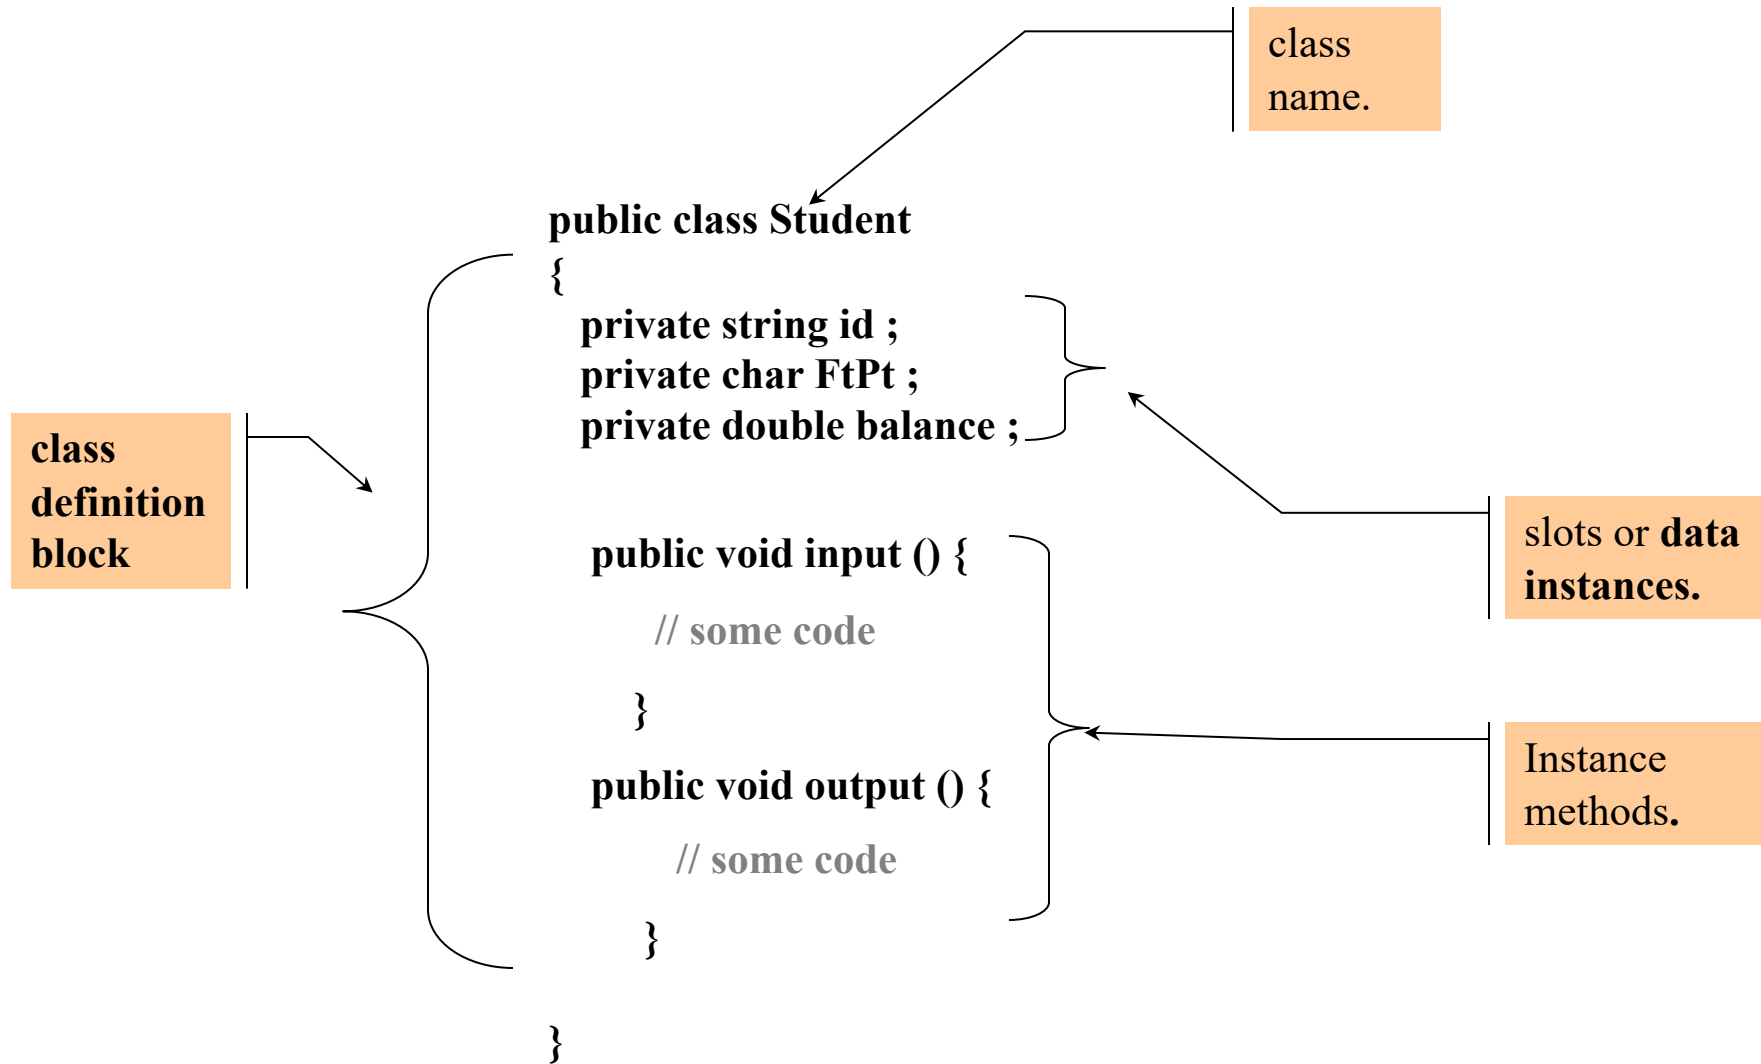 class
name.
public class Student
{
private string id ;
private char FtPt ;
private double balance ;
class
definition
block
slots or data
instances.
public void input () {
// some code
}
Instance
methods.
public void output () {
// some code
}
}